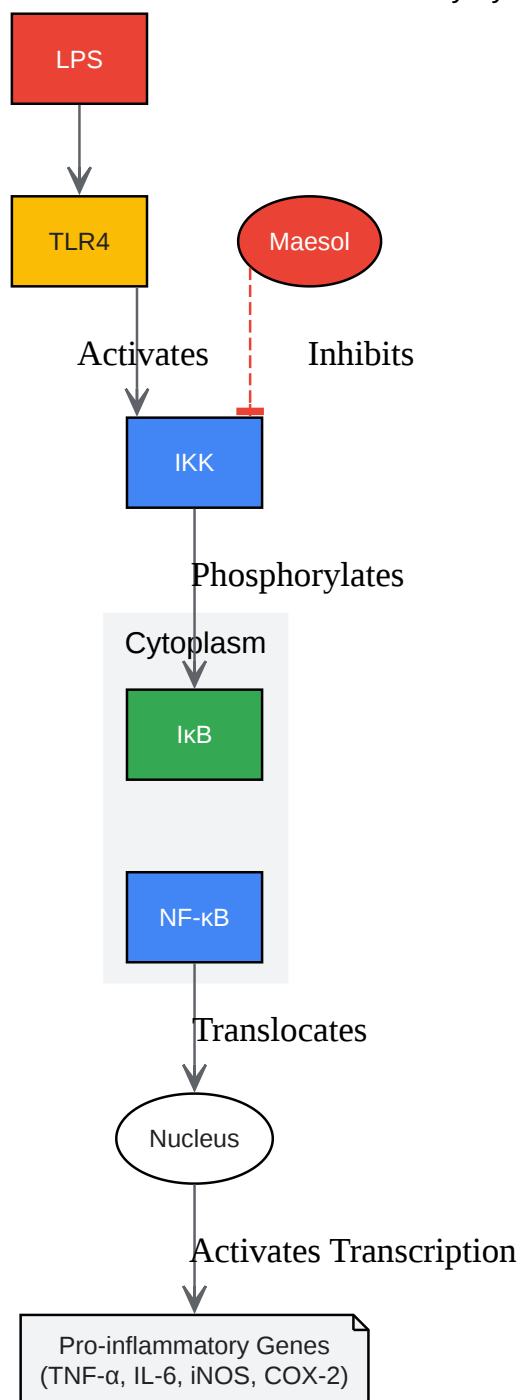 LPS
TLR4
Maesol
Activates
Inhibits
IKK
Phosphorylates
Cytoplasm
IκB
NF-κB
Translocates
Nucleus
Activates Transcription
Pro-inflammatory Genes
(TNF-α, IL-6, iNOS, COX-2)